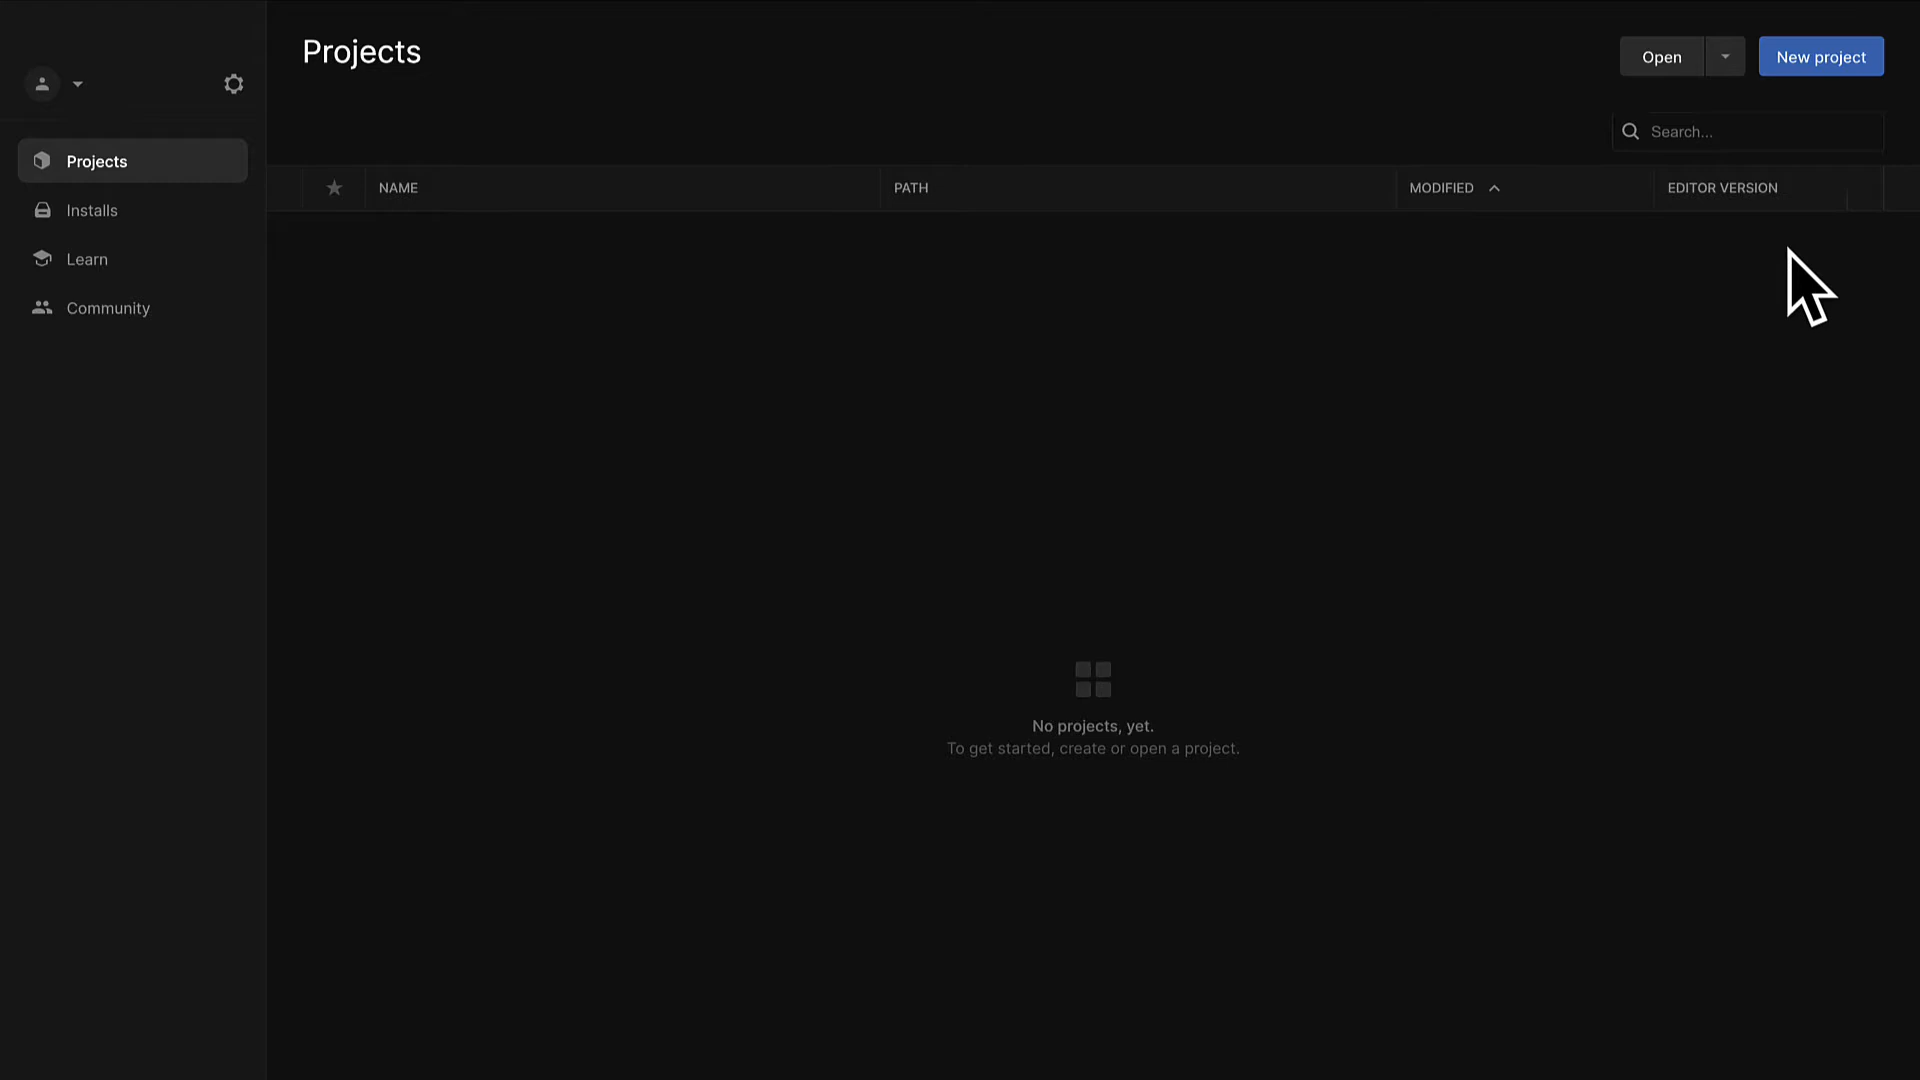 Projects
Open
New project
Search...
Projects
Installs
Learn
Community
NAME
PATH
MODIFIED
EDITOR VERSION
No projects, yet.
To get started, create or open a project.